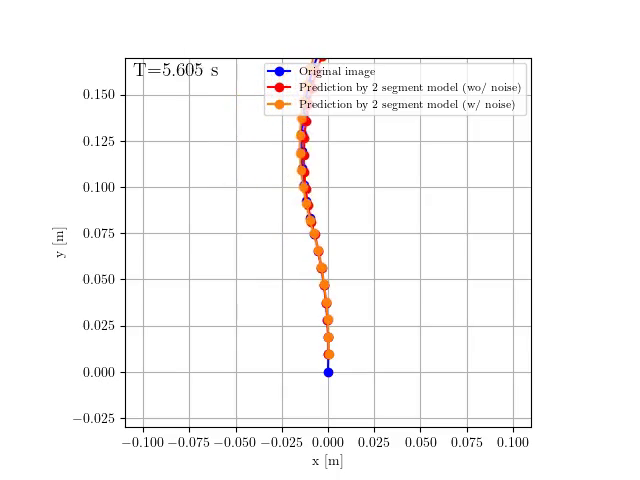 T=5.605 s
Original image
Prediction by 2 segment model (wo/ noise)
Prediction by 2 segment model (w/ noise)
0.150
0.125
0.100
0.075
0.050
0.025
0.000
−0.025
y [m]
−0.100 −0.075 −0.050 −0.025 0.000 0.025 0.050 0.075 0.100
x [m]